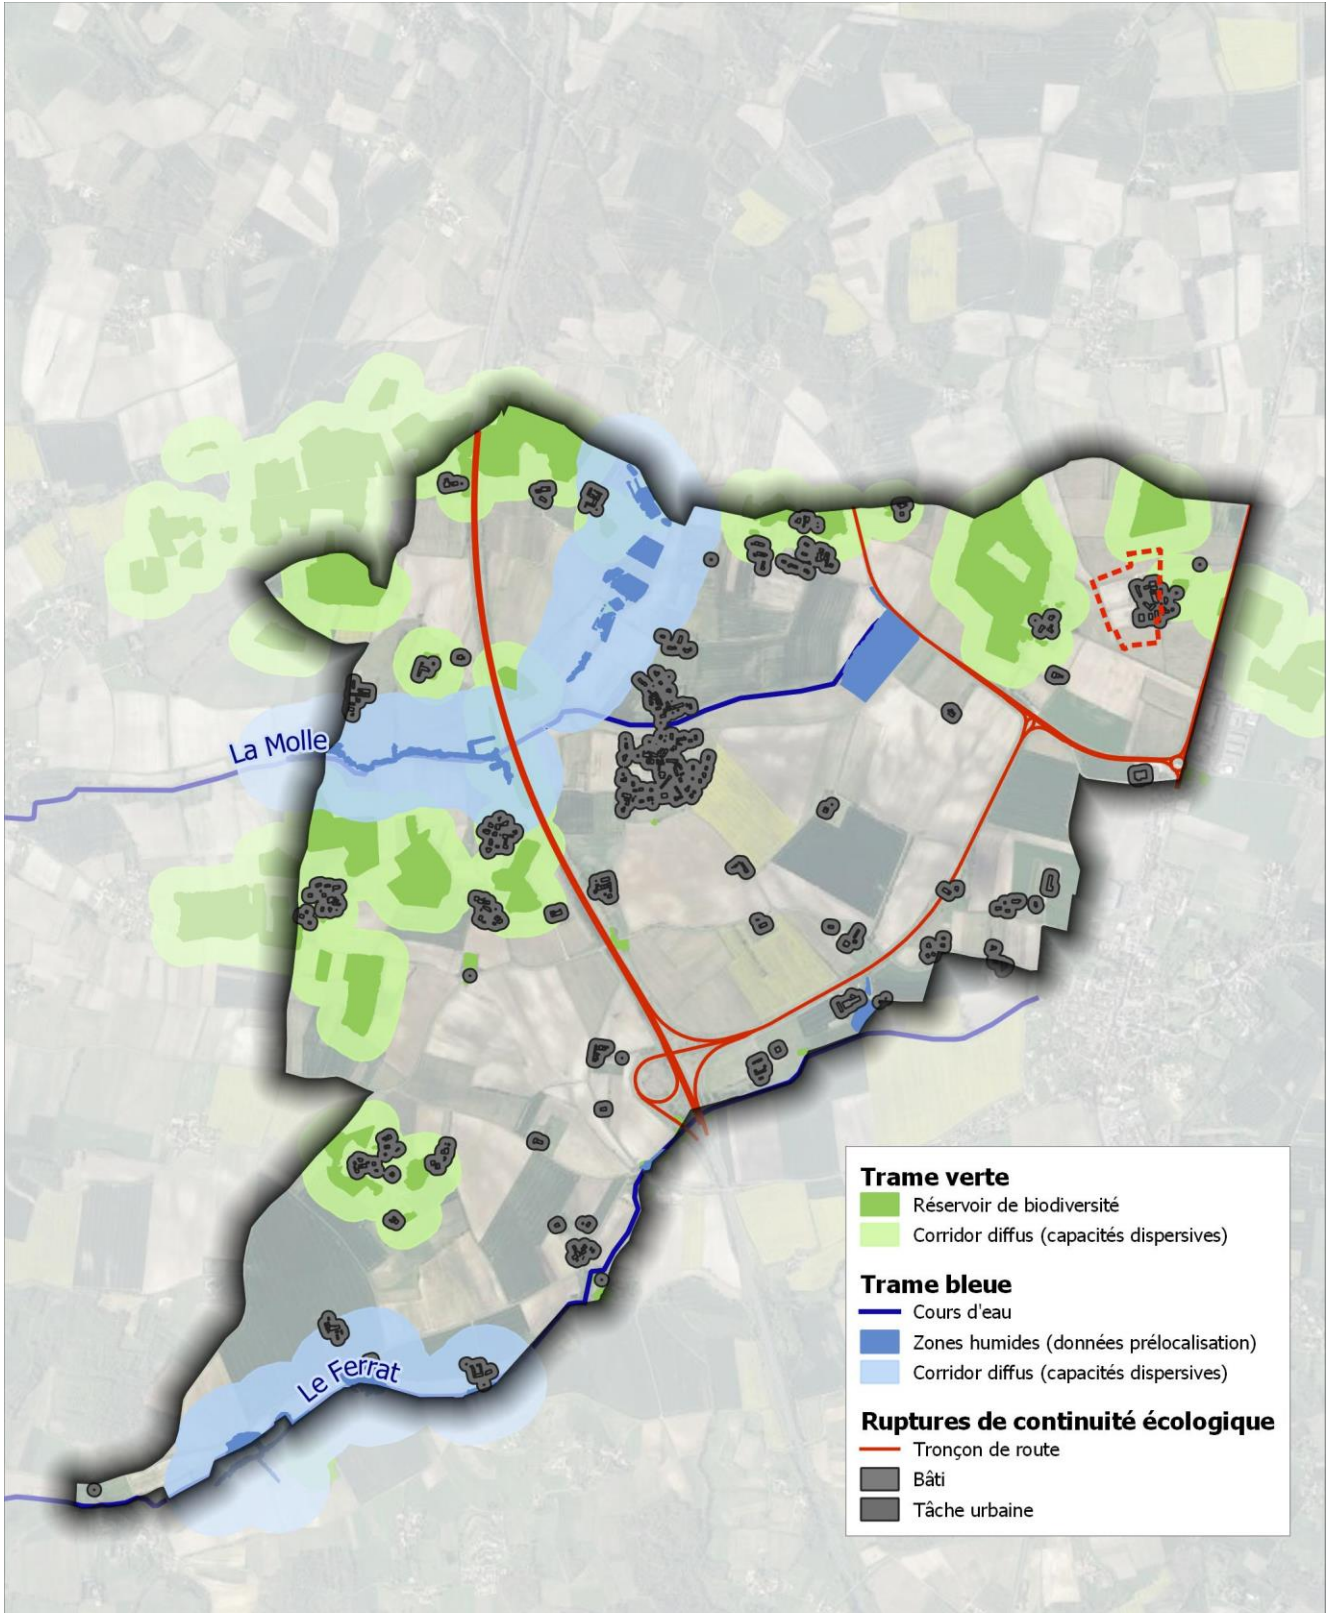 La Molle
Le Ferrat
Trame verte
Réservoir de biodiversité
Corridor diffus (capacités dispersives)
Trame bleue
Cours d'eau
Zones humides (données prélocalisation)
Corridor diffus (capacités dispersives)
Ruptures de continuité écologique
Tronçon de route
Bâti
Tâche urbaine